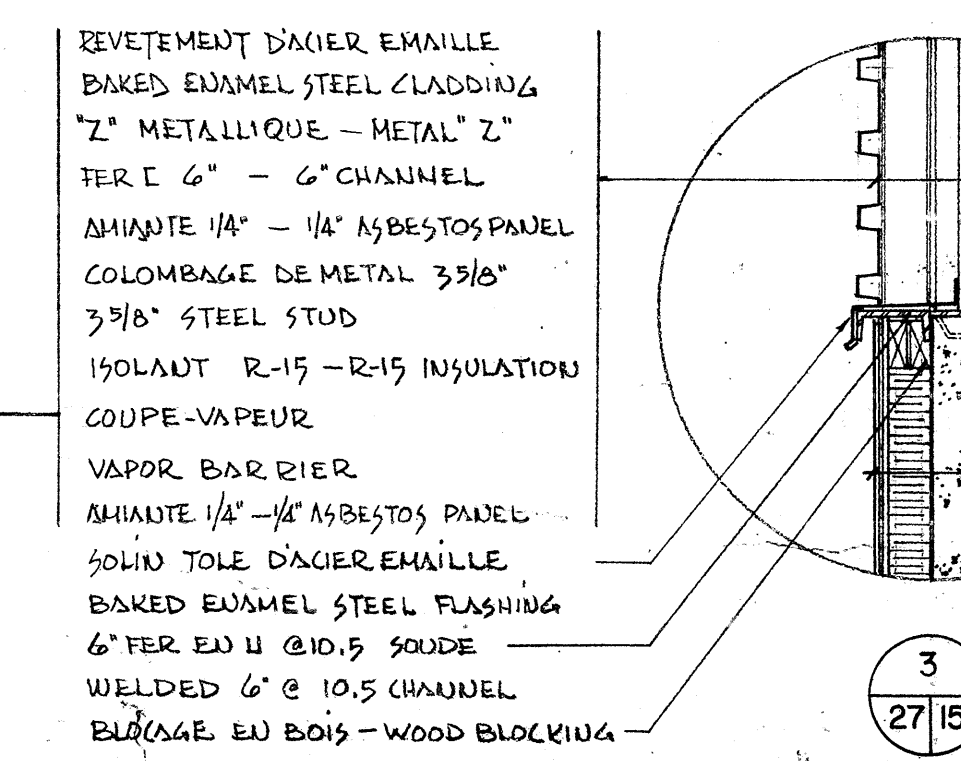 REVETEMENT D'ACIER EMAILLE
BAKED ENAMEL STEEL CLADDING
"Z" METALLIQUE - METAL "Z"
FER [ 6" - 6" CHANNEL
AMIANTE 1/4" - 1/4" ASBESTOS PANEL
COLOMBAGE DE METAL 3 5/8"
3 5/8" STEEL STUD
ISOLANT R-15 - R-15 INSULATION
COUPE-VAPEUR
VAPOR BARRIER
AMIANTE 1/4" - 1/4" ASBESTOS PANEL
SOLIN TOLE D'ACIER EMAILLE
BAKED ENAMEL STEEL FLASHING
6" FER EN U @ 10.5 SOUDE
WELDED 6" @ 10.5 CHANNEL
BLOCAGE EN BOIS - WOOD BLOCKING
3
27 15